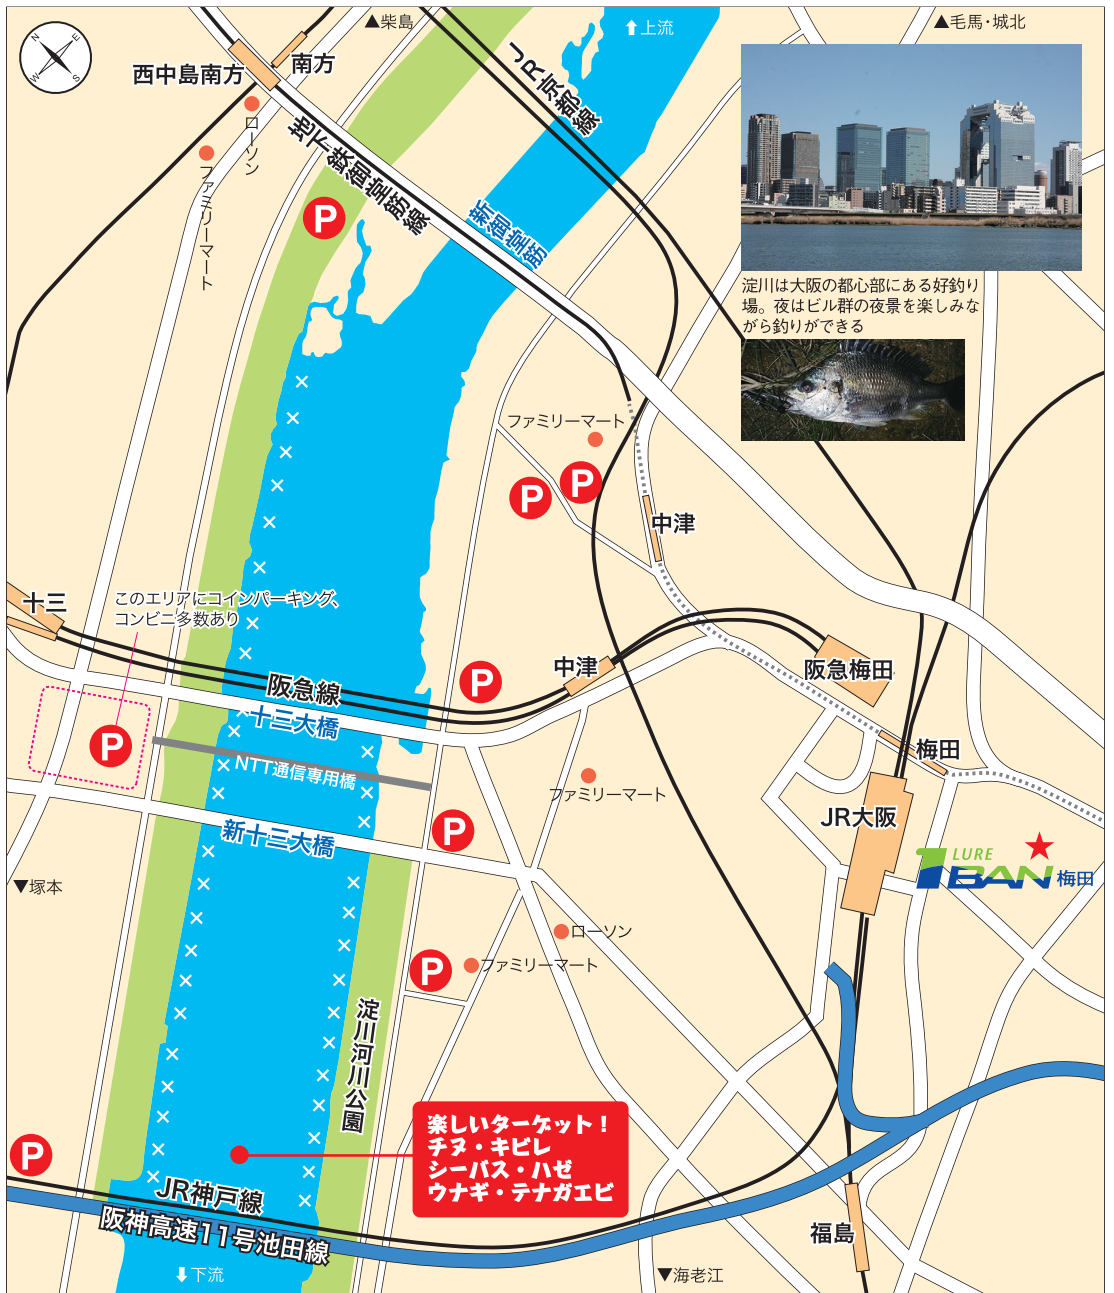 N
E
W
S
▲柴島
⬆上流
▲毛馬・城北
西中島南方
南方
ローソン
ファミリーマート
地下鉄御堂筋線
JR京都線
新御堂筋
P
淀川は大阪の都心部にある好釣り
場。夜はビル群の夜景を楽しみな
がら釣りができる
ファミリーマート
P
P
中津
十三
このエリアにコインパーキング、
コンビニ多数あり
阪急線
中津
P
阪急梅田
十三大橋
P
NTT通信専用橋
梅田
ファミリーマート
JR大阪
新十三大橋
P
1BAN
LURE
梅田
▼塚本
ローソン
ファミリーマート
P
淀川河川公園
楽しいターゲット！
チヌ・キビレ
シーバス・ハゼ
ウナギ・テナガエビ
P
JR神戸線
阪神高速11号池田線
福島
⬇下流
▼海老江